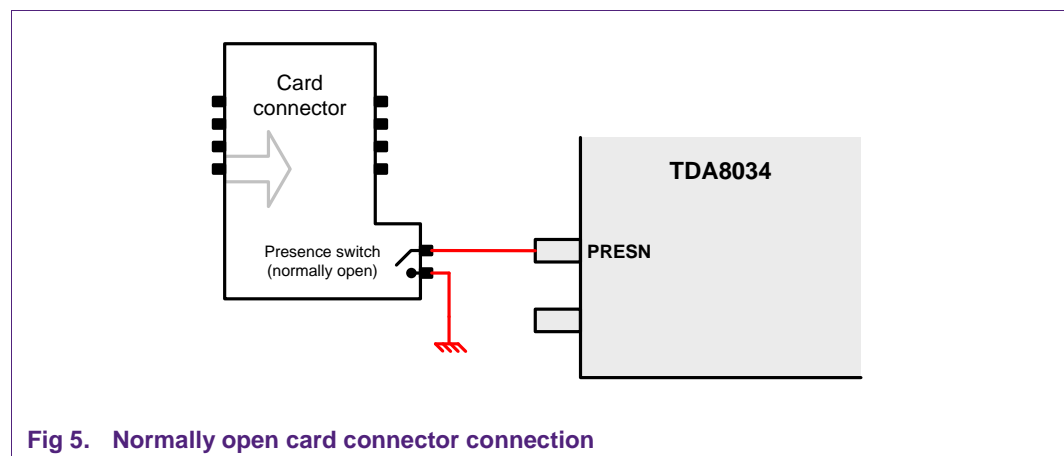 Card
connector
TDA8034
Presence switch
(normally open)
PRESN
Fig 5. Normally open card connector connection